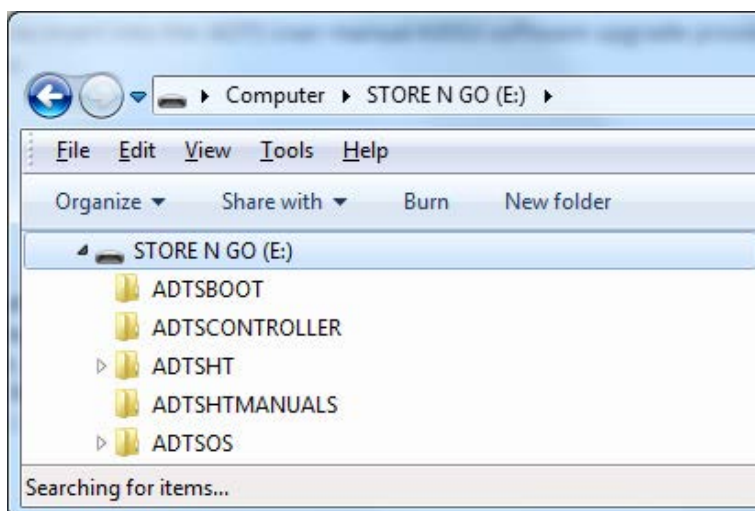 Computer ▸ STORE N GO (E:) ▸
File Edit View Tools Help
Organize Share with Burn New folder
STORE N GO (E:)
ADTSBOOT
ADTSCONTROLLER
ADTSHT
ADTSHTMANUALS
ADTSOS
Searching for items...